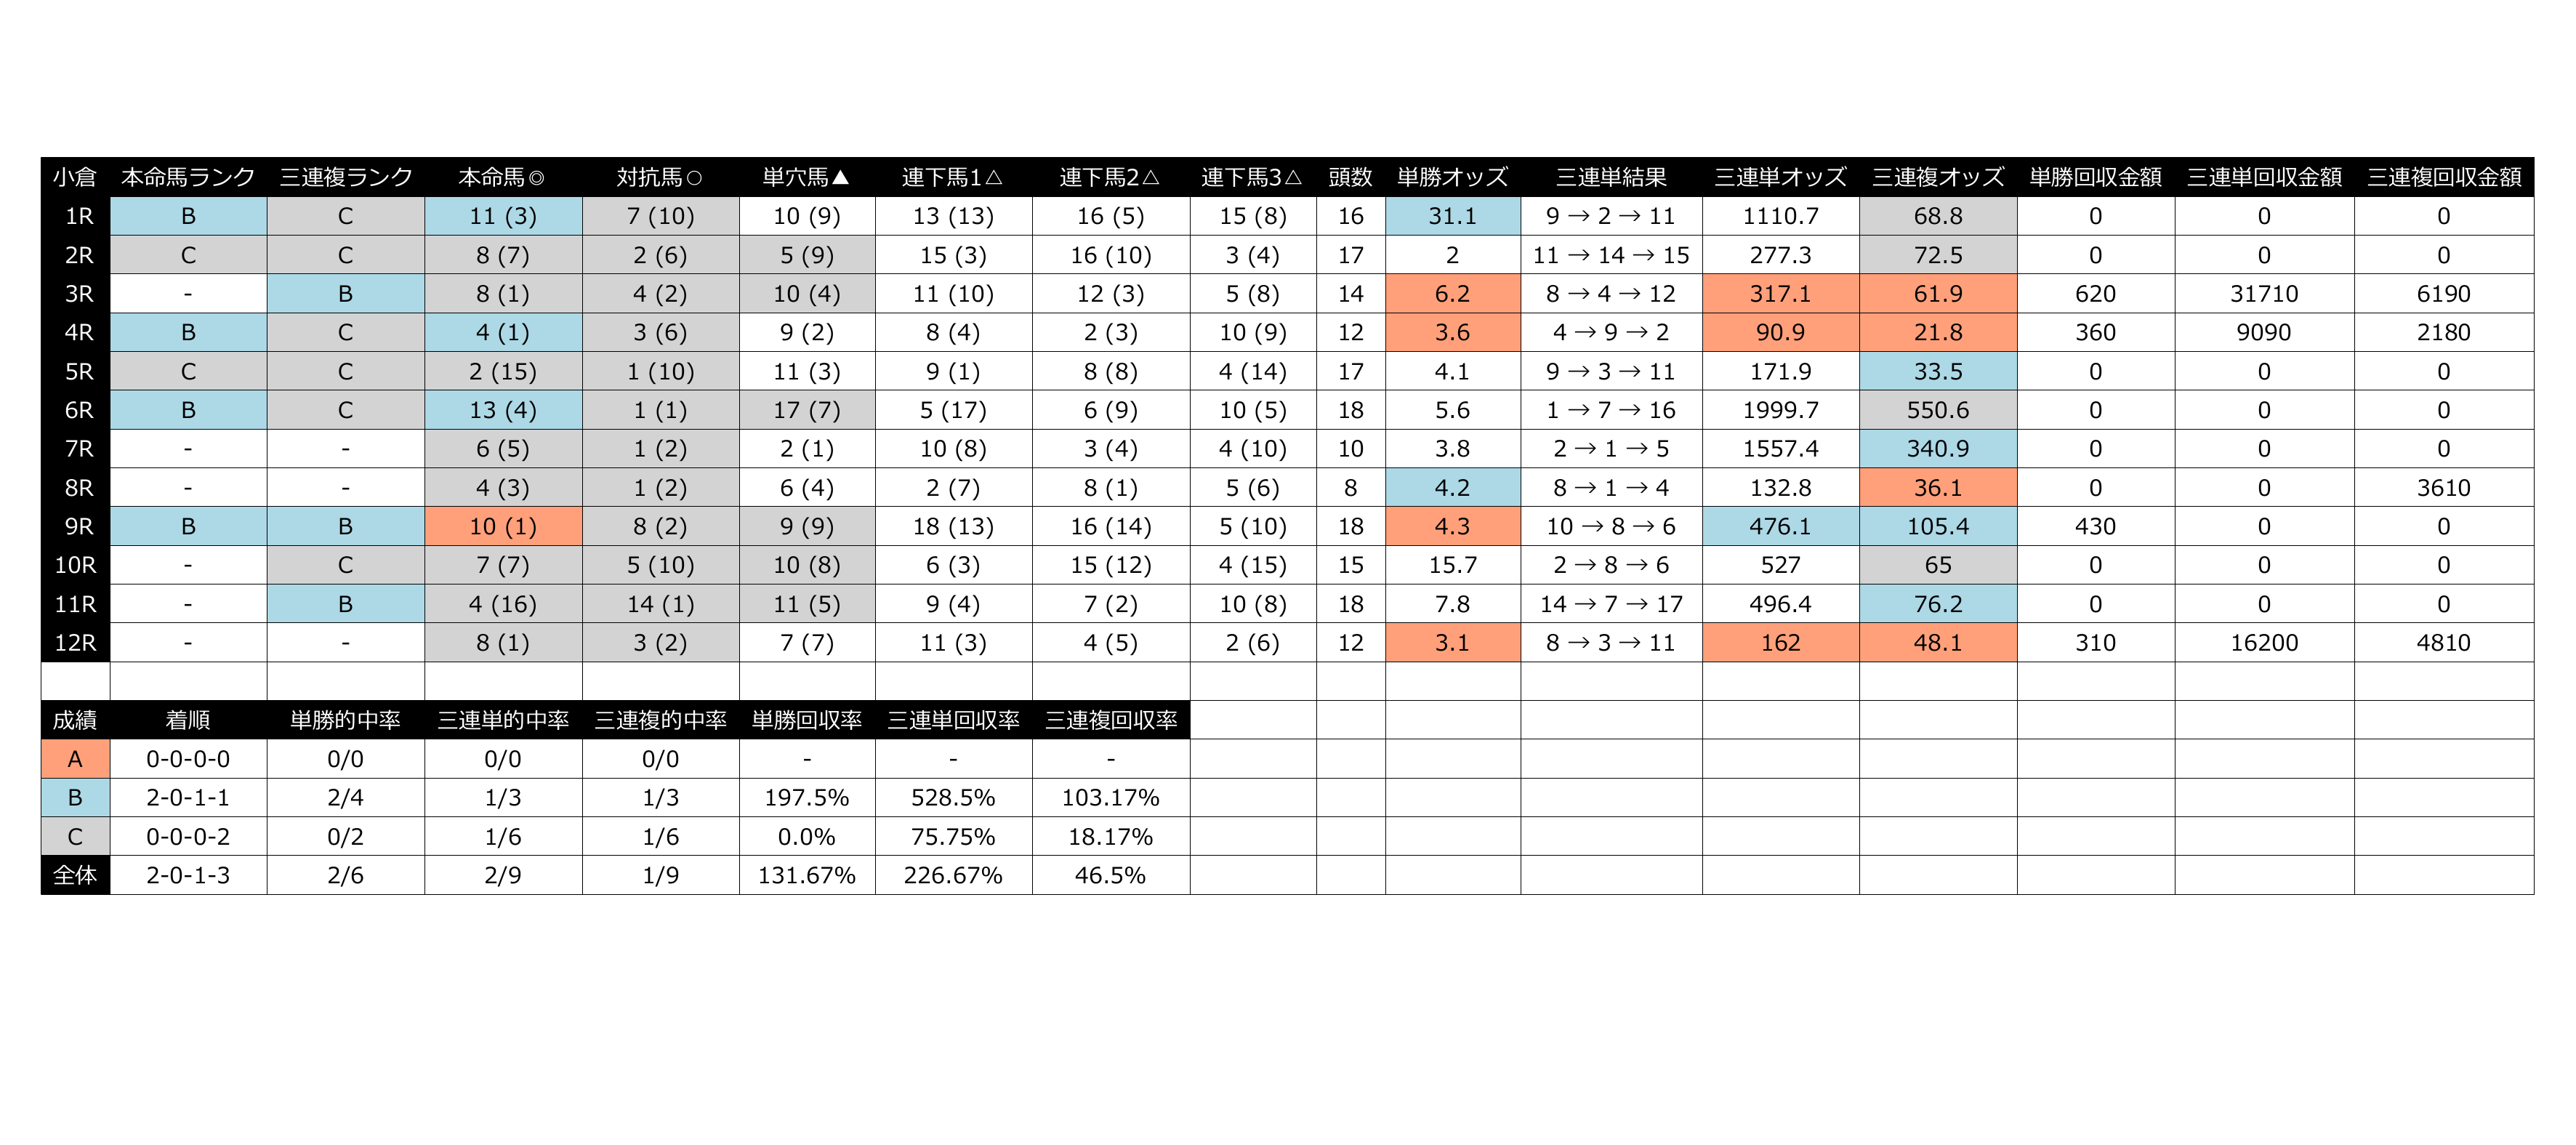 小倉 本命馬ランク 三連複ランク 本命馬◎ 対抗馬○ 単穴馬▲ 連下馬1△ 連下馬2△ 連下馬3△ 頭数 単勝オッズ 三連単結果 三連単オッズ 三連複オッズ 単勝回収金額 三連単回収金額 三連複回収金額
1R B C 11 (3) 7 (10) 10 (9) 13 (13) 16 (5) 15 (8) 16 31.1 9 → 2 → 11 1110.7 68.8 0 0 0
2R C C 8 (7) 2 (6) 5 (9) 15 (3) 16 (10) 3 (4) 17 2 11 → 14 → 15 277.3 72.5 0 0 0
3R - B 8 (1) 4 (2) 10 (4) 11 (10) 12 (3) 5 (8) 14 6.2 8 → 4 → 12 317.1 61.9 620 31710 6190
4R B C 4 (1) 3 (6) 9 (2) 8 (4) 2 (3) 10 (9) 12 3.6 4 → 9 → 2 90.9 21.8 360 9090 2180
5R C C 2 (15) 1 (10) 11 (3) 9 (1) 8 (8) 4 (14) 17 4.1 9 → 3 → 11 171.9 33.5 0 0 0
6R B C 13 (4) 1 (1) 17 (7) 5 (17) 6 (9) 10 (5) 18 5.6 1 → 7 → 16 1999.7 550.6 0 0 0
7R - - 6 (5) 1 (2) 2 (1) 10 (8) 3 (4) 4 (10) 10 3.8 2 → 1 → 5 1557.4 340.9 0 0 0
8R - - 4 (3) 1 (2) 6 (4) 2 (7) 8 (1) 5 (6) 8 4.2 8 → 1 → 4 132.8 36.1 0 0 3610
9R B B 10 (1) 8 (2) 9 (9) 18 (13) 16 (14) 5 (10) 18 4.3 10 → 8 → 6 476.1 105.4 430 0 0
10R - C 7 (7) 5 (10) 10 (8) 6 (3) 15 (12) 4 (15) 15 15.7 2 → 8 → 6 527 65 0 0 0
11R - B 4 (16) 14 (1) 11 (5) 9 (4) 7 (2) 10 (8) 18 7.8 14 → 7 → 17 496.4 76.2 0 0 0
12R - - 8 (1) 3 (2) 7 (7) 11 (3) 4 (5) 2 (6) 12 3.1 8 → 3 → 11 162 48.1 310 16200 4810
成績 着順 単勝的中率 三連単的中率 三連複的中率 単勝回収率 三連単回収率 三連複回収率
A 0-0-0-0 0/0 0/0 0/0 - - -
B 2-0-1-1 2/4 1/3 1/3 197.5% 528.5% 103.17%
C 0-0-0-2 0/2 1/6 1/6 0.0% 75.75% 18.17%
全体 2-0-1-3 2/6 2/9 1/9 131.67% 226.67% 46.5%